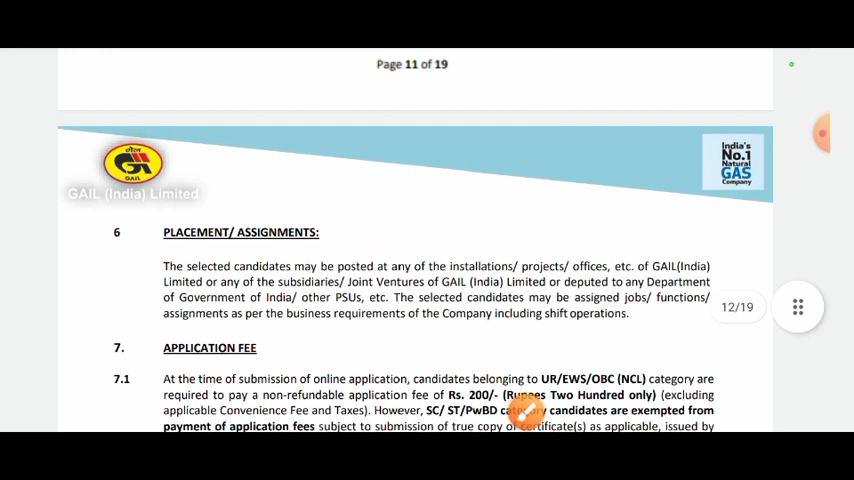 Page 11 of 19
India's
No.1
Natural
GAS
Company
गेल
GAIL
GAIL (India) Limited
6 PLACEMENT/ ASSIGNMENTS:
The selected candidates may be posted at any of the installations/ projects/ offices, etc. of GAIL(India)
Limited or any of the subsidiaries/ Joint Ventures of GAIL (India) Limited or deputed to any Department
of Government of India/ other PSUs, etc. The selected candidates may be assigned jobs/ functions/
assignments as per the business requirements of the Company including shift operations.
12/19
7. APPLICATION FEE
7.1 At the time of submission of online application, candidates belonging to UR/EWS/OBC (NCL) category are
required to pay a non-refundable application fee of Rs. 200/- (Rupees Two Hundred only) (excluding
applicable Convenience Fee and Taxes). However, SC/ ST/PwBD category candidates are exempted from
payment of application fees subject to submission of true copy of certificate(s) as applicable, issued by